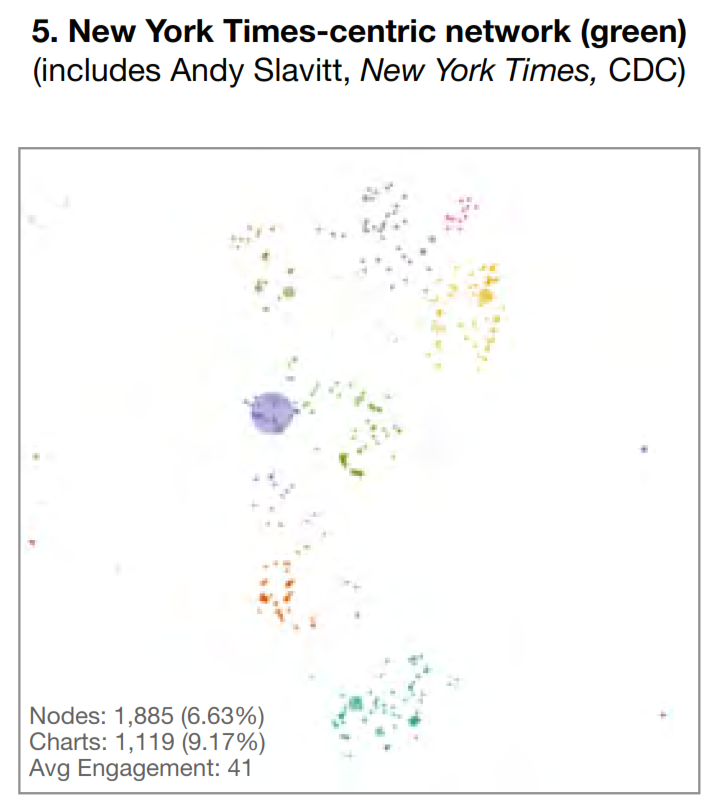 5. New York Times-centric network (green)
(includes Andy Slavitt, New York Times, CDC)
Nodes: 1,885 (6.63%)
Charts: 1,119 (9.17%)
Avg Engagement: 41